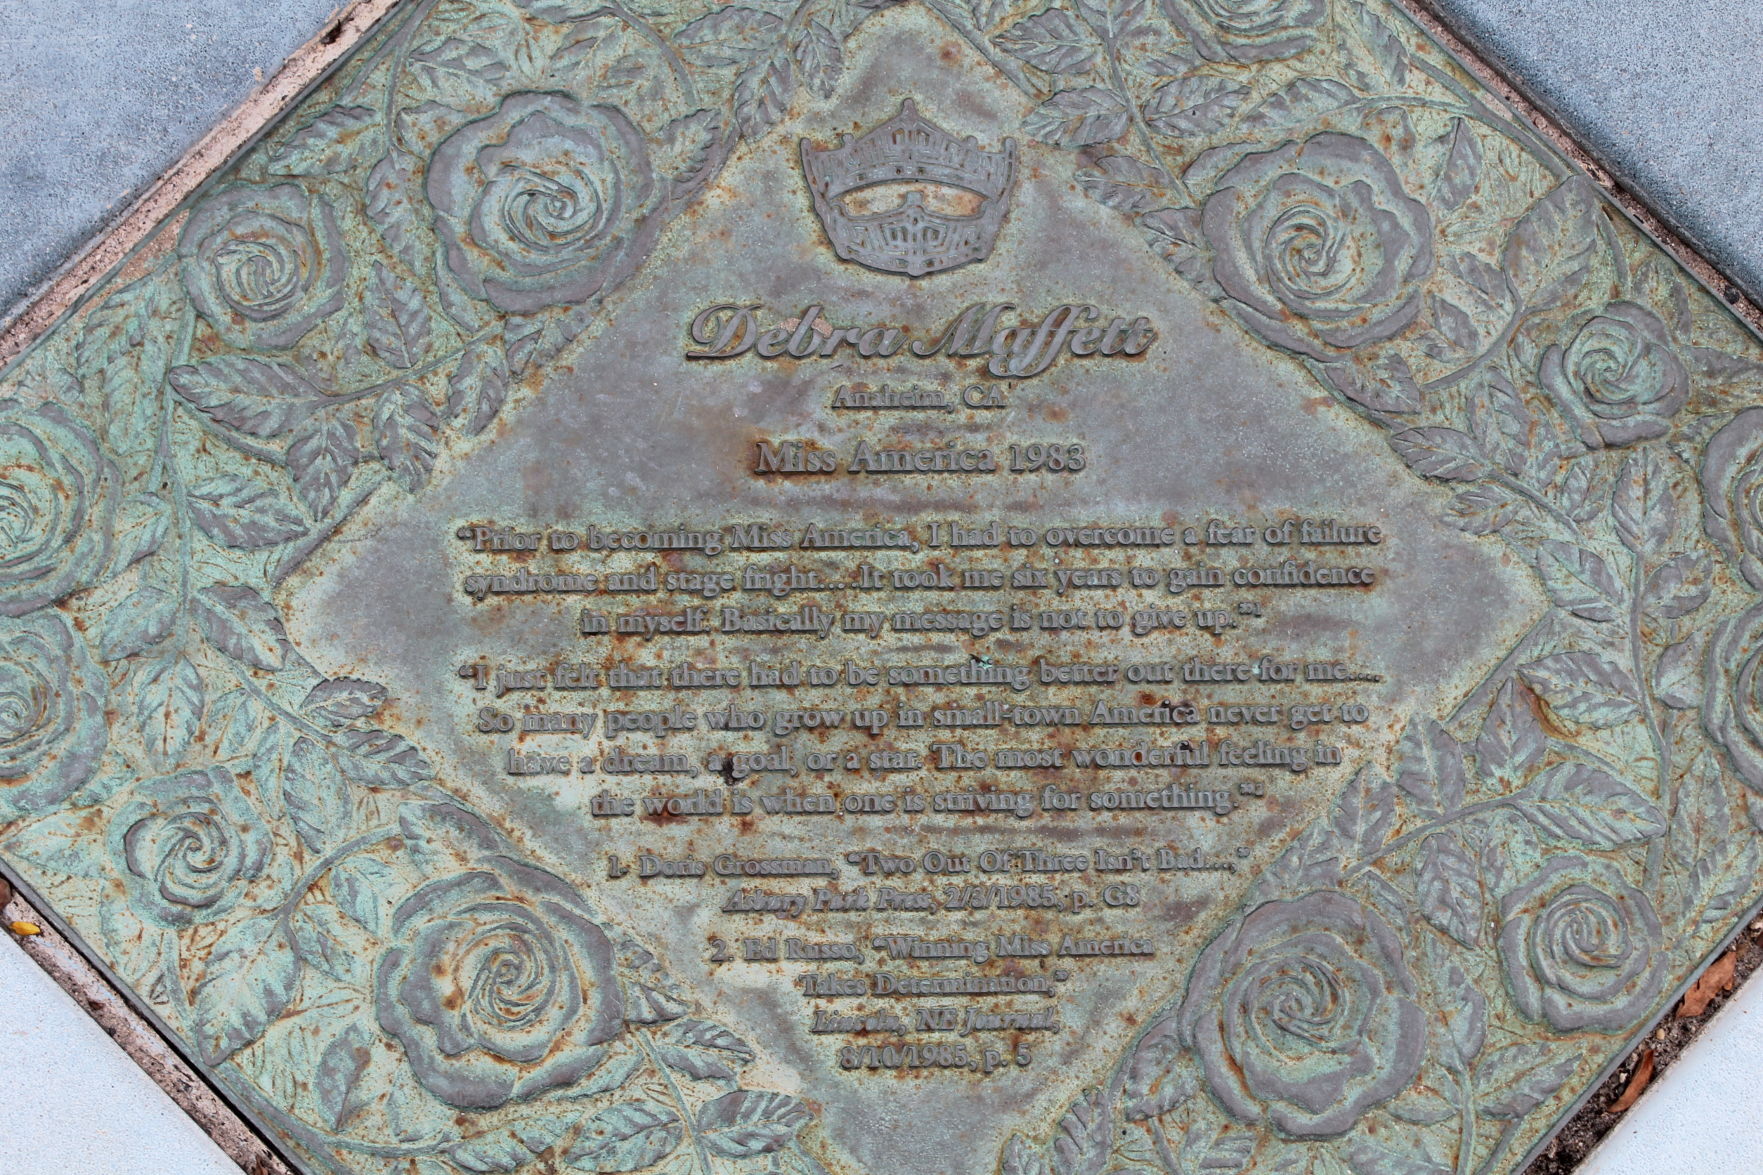 Debra Maffett
Anaheim, CA
Miss America 1983
“Prior to becoming Miss America, I had to overcome a fear of failure
syndrome and stage fright....It took me six years to gain confidence
in myself. Basically, my message is not to give up.”1
“I just felt that there had to be something better out there for me....
So many people who grow up in small-town America never get to
have a dream, a goal, or a star. The most wonderful feeling in
the world is when one is striving for something.”2
1. Doris Grossman, “Two Out Of Three Isn't Bad...,”
Asbury Park Press, 2/3/1985, p. G8
2. Ed Russo, “Winning Miss America
Takes Determination,”
Lincoln, NE Journal,
8/10/1985, p. 5